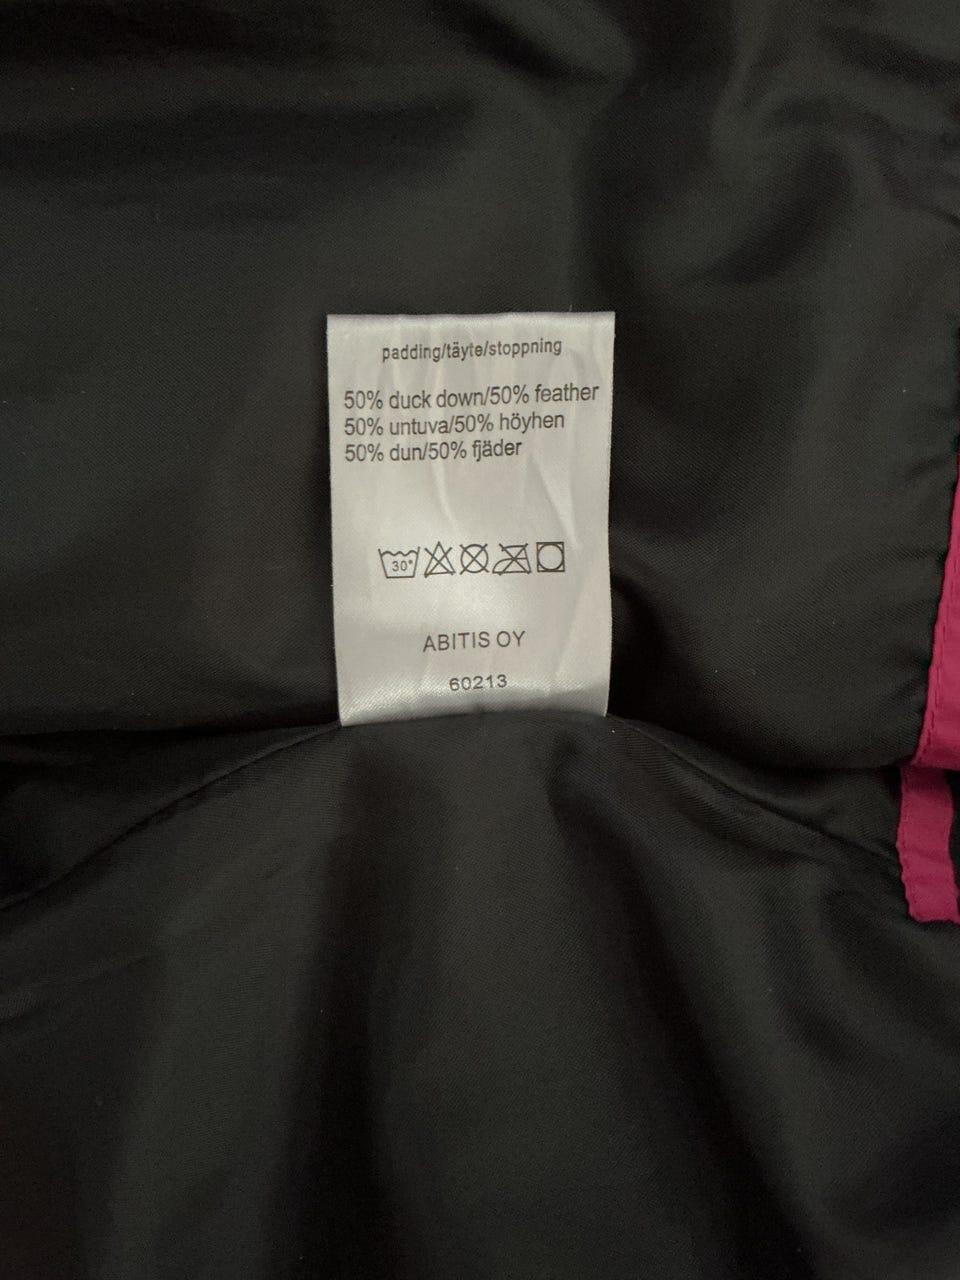 padding/täyte/stoppning
50% duck down/50% feather
50% untuva/50% höyhen
50% dun/50% fjäder
30°
ABITIS OY
60213